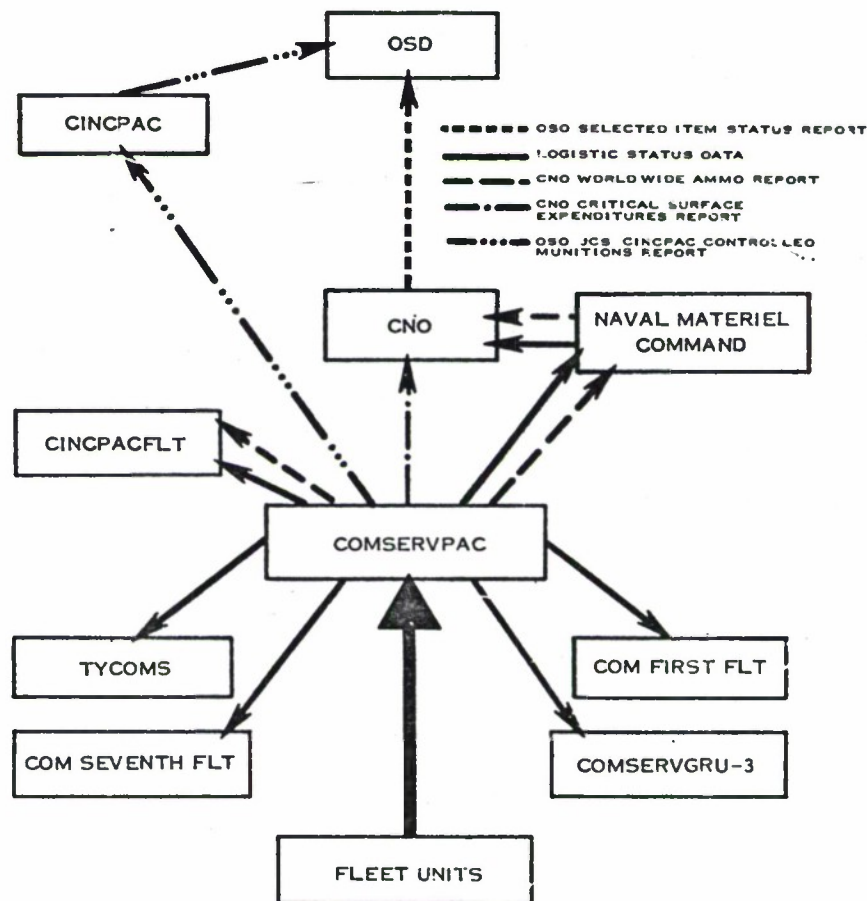 OSD
CINCPAC
OSO SELECTED ITEM STATUS REPORT
LOGISTIC STATUS DATA
CNO WORLDWIDE AMMO REPORT
CNO CRITICAL SURFACE
EXPENDITURES REPORT
OSO JCS CINCPAC CONTROLLED
MUNITIONS REPORT
CNO
NAVAL MATERIEL
COMMAND
CINCPACFLT
COMSERVPAC
TYCOMS
COM FIRST FLT
COM SEVENTH FLT
COMSERVGRU-3
FLEET UNITS